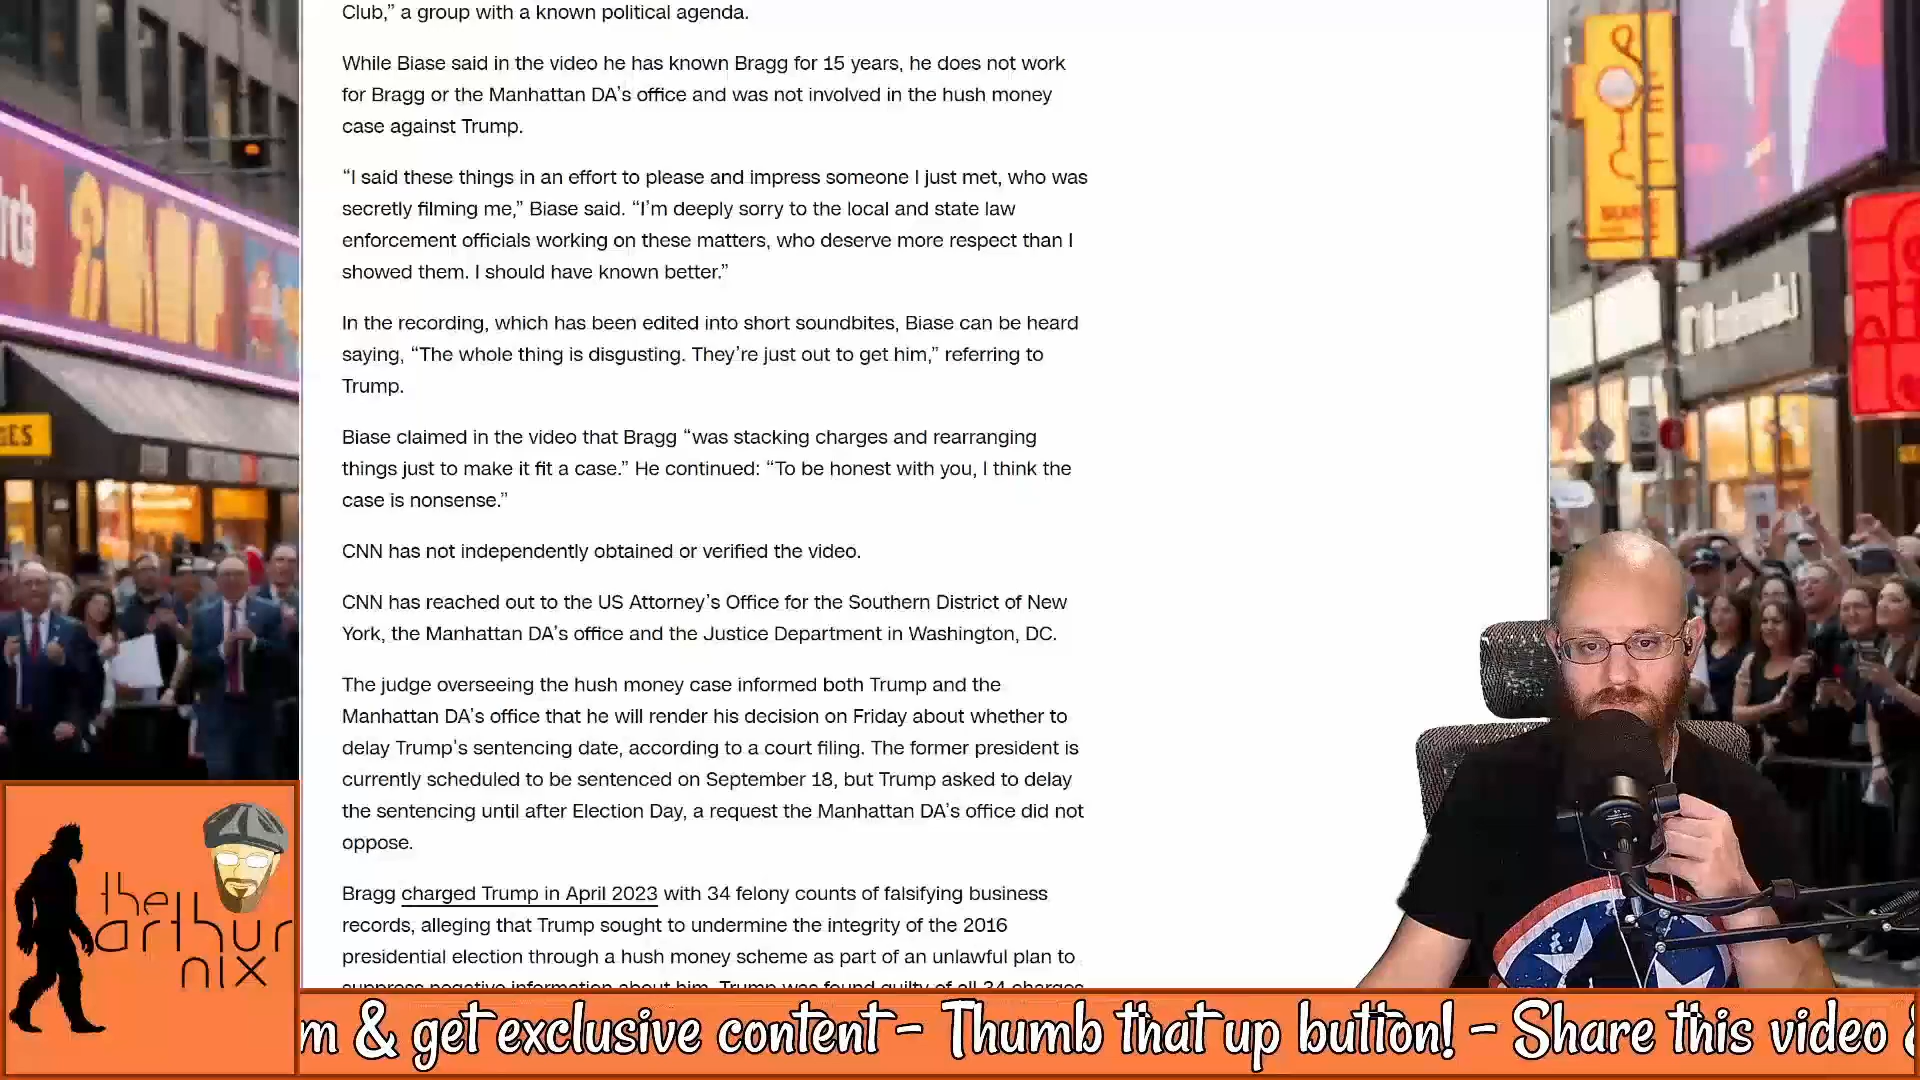 Club,” a group with a known political agenda.
While Biase said in the video he has known Bragg for 15 years, he does not work
for Bragg or the Manhattan DA’s office and was not involved in the hush money
case against Trump.
“I said these things in an effort to please and impress someone I just met, who was
secretly filming me,” Biase said. “I’m deeply sorry to the local and state law
enforcement officials working on these matters, who deserve more respect than I
showed them. I should have known better.”
In the recording, which has been edited into short soundbites, Biase can be heard
saying, “The whole thing is disgusting. They’re just out to get him,” referring to
Trump.
Biase claimed in the video that Bragg “was stacking charges and rearranging
things just to make it fit a case.” He continued: “To be honest with you, I think the
case is nonsense.”
CNN has not independently obtained or verified the video.
CNN has reached out to the US Attorney’s Office for the Southern District of New
York, the Manhattan DA’s office and the Justice Department in Washington, DC.
The judge overseeing the hush money case informed both Trump and the
Manhattan DA’s office that he will render his decision on Friday about whether to
delay Trump’s sentencing date, according to a court filing. The former president is
currently scheduled to be sentenced on September 18, but Trump asked to delay
the sentencing until after Election Day, a request the Manhattan DA’s office did not
oppose.
Bragg charged Trump in April 2023 with 34 felony counts of falsifying business
records, alleging that Trump sought to undermine the integrity of the 2016
presidential election through a hush money scheme as part of an unlawful plan to
suppress negative information about him. Trump was found guilty of all 34 charges
the
arthur
nix
m & get exclusive content - Thumb that up button! - Share this video &